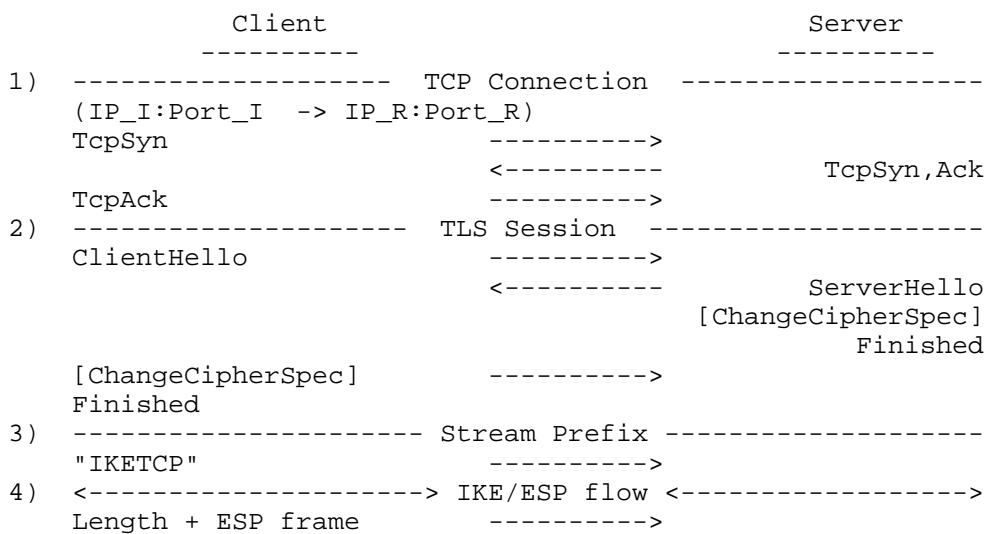 Client                              Server
          ----------                          ----------
1)  --------------------  TCP Connection  -------------------
    (IP_I:Port_I  -> IP_R:Port_R)
    TcpSyn                    ---------->
                              <----------          TcpSyn,Ack
    TcpAck                    ---------->
2)  ---------------------  TLS Session  ---------------------
    ClientHello               ---------->
                              <----------         ServerHello
                                           [ChangeCipherSpec]
                                                     Finished
    [ChangeCipherSpec]        ---------->
    Finished
3)  ---------------------- Stream Prefix --------------------
    "IKETCP"                  ---------->
4)  <---------------------> IKE/ESP flow <------------------>
    Length + ESP frame        ---------->